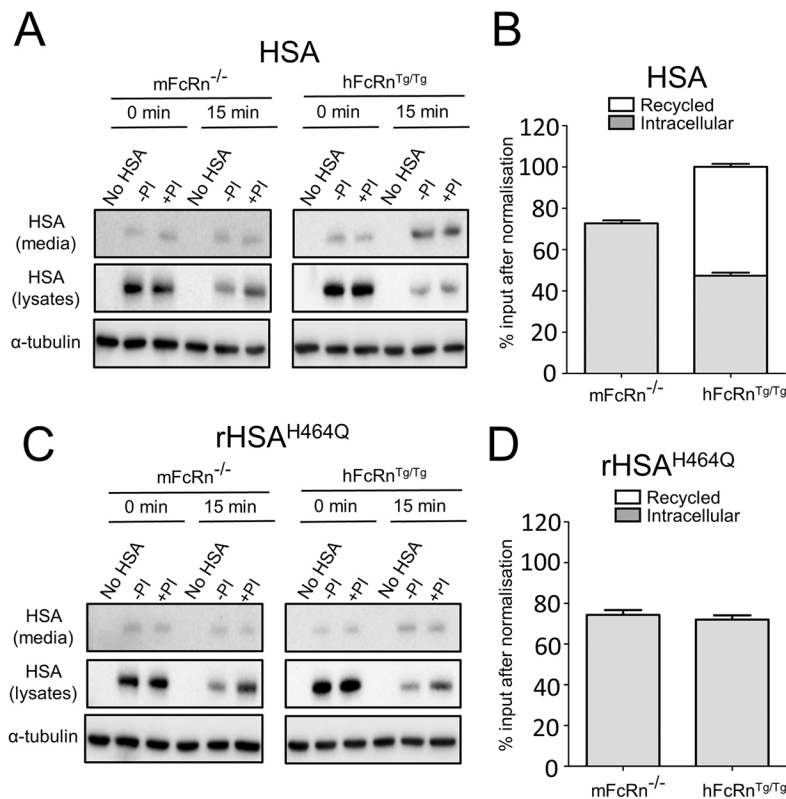 A
HSA
mFcRn-/-
hFcRnTg/Tg
0 min 15 min 0 min 15 min
No HSA -PI +PI No HSA -PI +PI No HSA -PI +PI No HSA -PI +PI
HSA
(media)
HSA
(lysates)
α-tubulin
B
HSA
Recycled
Intracellular
% input after normalisation
120
100
80
60
40
20
0
mFcRn-/- hFcRnTg/Tg
C
rHSAH464Q
mFcRn-/-
hFcRnTg/Tg
0 min 15 min 0 min 15 min
No HSA -PI +PI No HSA -PI +PI No HSA -PI +PI No HSA -PI +PI
HSA
(media)
HSA
(lysates)
α-tubulin
D
rHSAH464Q
Recycled
Intracellular
% input after normalisation
120
100
80
60
40
20
0
mFcRn-/- hFcRnTg/Tg